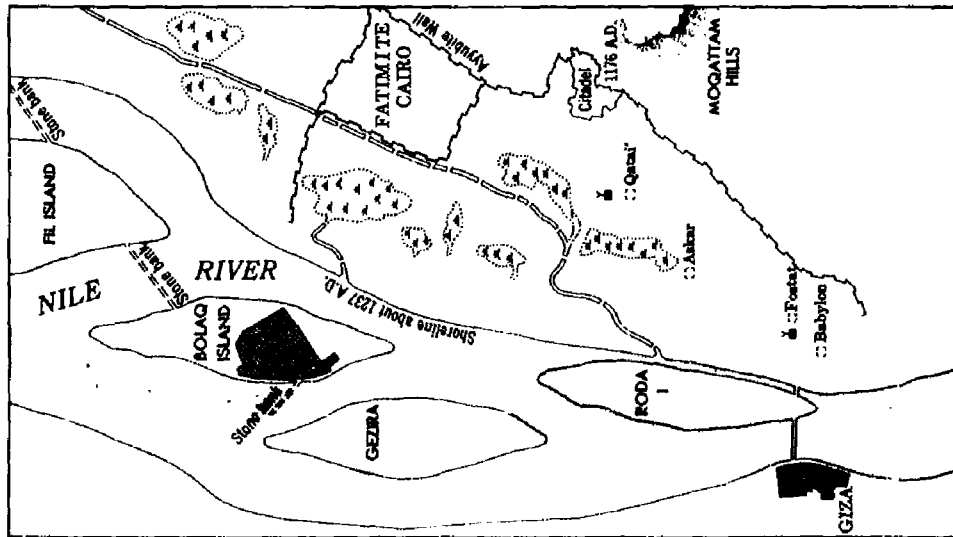 Stone bank
FIL ISLAND
Stone bank
NILE
RIVER
BOLAQ
ISLAND
Stone bank
GEZIRA
Shoreline about 1237 A.D.
RODA
GIZA
FATIMITE
CAIRO
Ayyubite Wall
Citadel
1176 A.D.
MOQATTAM
HILLS
Qatai'
Askar
Fostat
Babylon